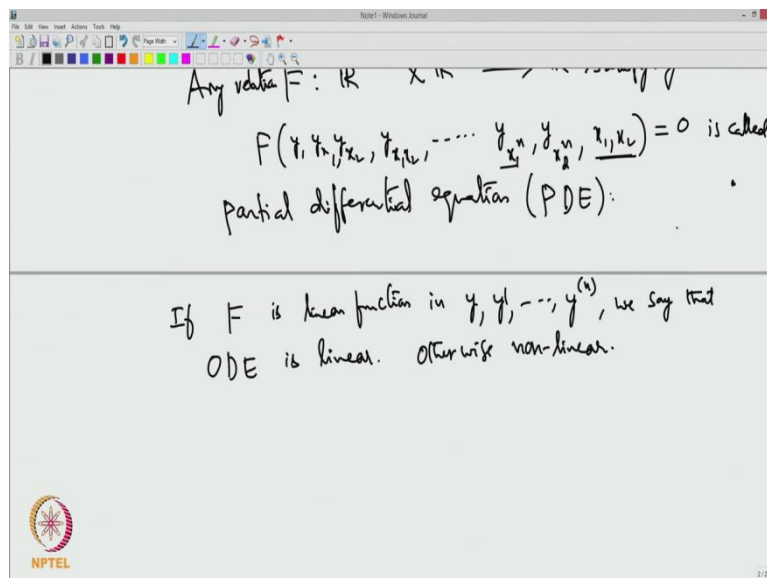 Note1 - Windows Journal
File Edit View Insert Actions Tools Help
Page Width
B I
Any relation F : ℝ × ℝ ⟶
F(y, y_{x_1}, y_{x_2}, y_{x_1x_2}, ----- y_{x_1^n}, y_{x_2^n}, x_1, x_2) = 0 is called
partial differential equation (PDE):
If F is linear function in y, y', ---, y^{(n)}, we say that
ODE is linear. Otherwise non-linear.
NPTEL
2/2